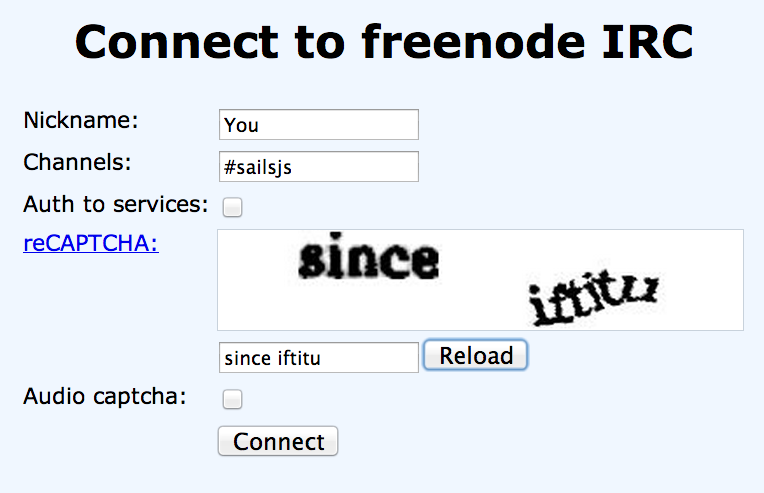 Connect to freenode IRC
Nickname: You
Channels: #sailsjs
Auth to services:
reCAPTCHA: since
since iftitu Reload
Audio captcha:
Connect